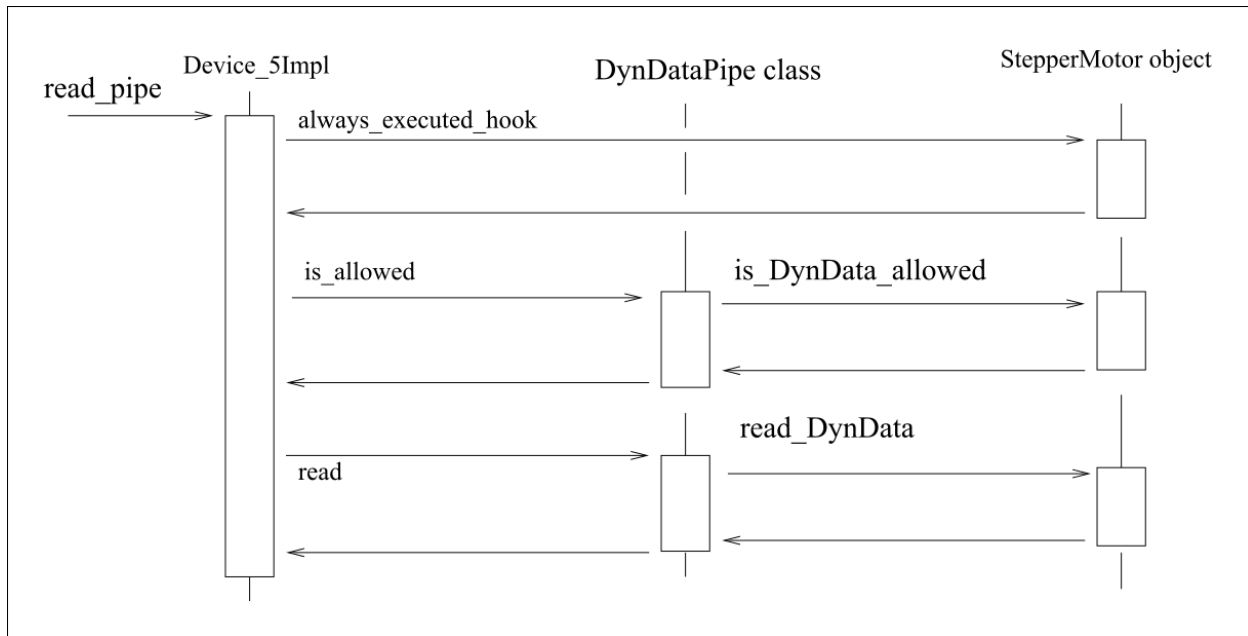 Device_5Impl
DynDataPipe class
StepperMotor object
read_pipe
always_executed_hook
is_allowed
is_DynData_allowed
read_DynData
read